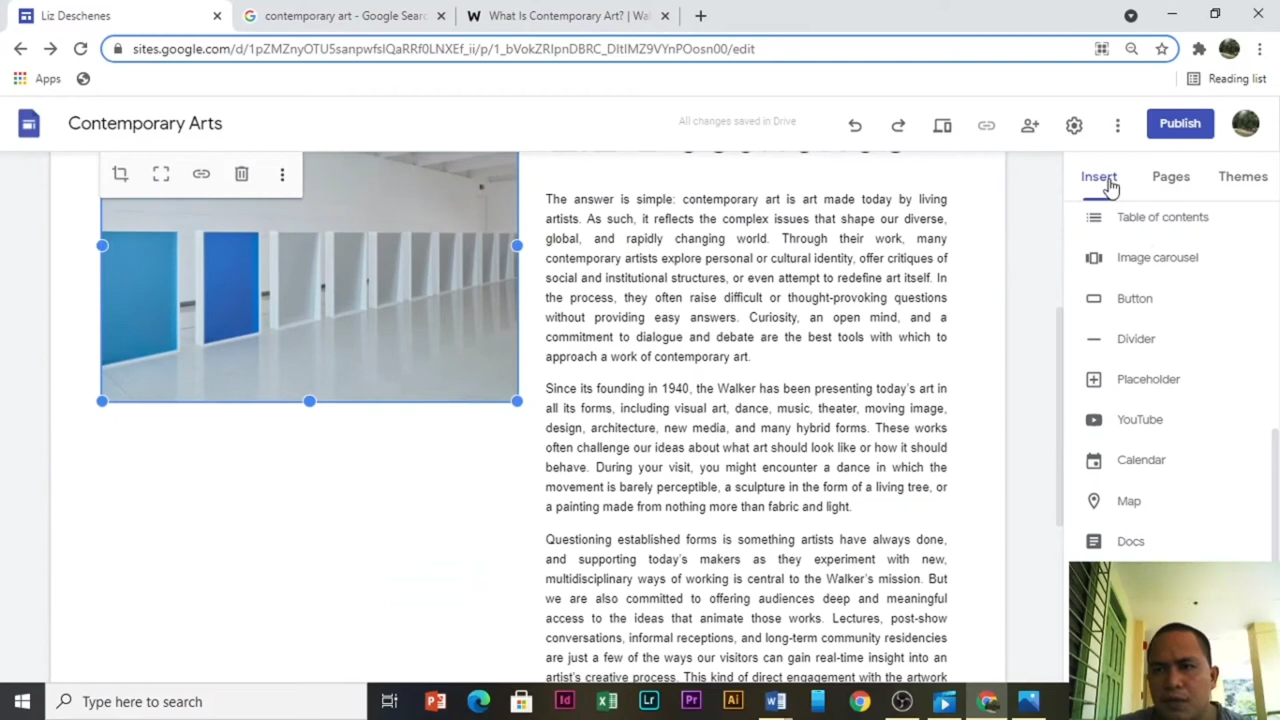 Liz Deschenes
contemporary art - Google Searc
What Is Contemporary Art? | Wal
sites.google.com/d/1pZMZnyOTU5sanpwfslQaRRf0LNXEf_ii/p/1_bVokZRlpnDBRC_DltIMZ9VYnPOosn00/edit
Apps
Reading list
Contemporary Arts
All changes saved in Drive
Publish
Insert
Pages
Themes
Table of contents
Image carousel
Button
Divider
Placeholder
YouTube
Calendar
Map
Docs
The answer is simple: contemporary art is art made today by living
artists. As such, it reflects the complex issues that shape our diverse,
global, and rapidly changing world. Through their work, many
contemporary artists explore personal or cultural identity, offer critiques of
social and institutional structures, or even attempt to redefine art itself. In
the process, they often raise difficult or thought-provoking questions
without providing easy answers. Curiosity, an open mind, and a
commitment to dialogue and debate are the best tools with which to
approach a work of contemporary art.
Since its founding in 1940, the Walker has been presenting today's art in
all its forms, including visual art, dance, music, theater, moving image,
design, architecture, new media, and many hybrid forms. These works
often challenge our ideas about what art should look like or how it should
behave. During your visit, you might encounter a dance in which the
movement is barely perceptible, a sculpture in the form of a living tree, or
a painting made from nothing more than fabric and light.
Questioning established forms is something artists have always done,
and supporting today's makers as they experiment with new,
multidisciplinary ways of working is central to the Walker's mission. But
we are also committed to offering audiences deep and meaningful
access to the ideas that animate those works. Lectures, post-show
conversations, informal receptions, and long-term community residencies
are just a few of the ways our visitors can gain real-time insight into an
artist's creative process. This kind of direct engagement with the artwork
Type here to search